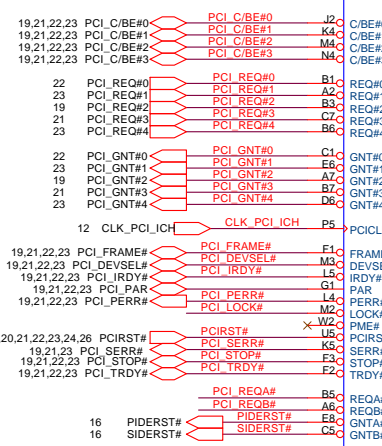 19,21,22,23 PCI_C/BE#0 PCI_C/BE#0 J2 C/BE#
19,21,22,23 PCI_C/BE#1 PCI_C/BE#1 K4 C/BE#
19,21,22,23 PCI_C/BE#2 PCI_C/BE#2 M4 C/BE#
19,21,22,23 PCI_C/BE#3 PCI_C/BE#3 N4 C/BE#
22 PCI_REQ#0 PCI_REQ#0 B1 REQ#0
23 PCI_REQ#1 PCI_REQ#1 A2 REQ#
19 PCI_REQ#2 PCI_REQ#2 B3 REQ#
21 PCI_REQ#3 PCI_REQ#3 C7 REQ#
23 PCI_REQ#4 PCI_REQ#4 B6 REQ#
22 PCI_GNT#0 PCI_GNT#0 C1 GNT#0
23 PCI_GNT#1 PCI_GNT#1 E6 GNT#
19 PCI_GNT#2 PCI_GNT#2 A7 GNT#
21 PCI_GNT#3 PCI_GNT#3 B7 GNT#
23 PCI_GNT#4 PCI_GNT#4 D6 GNT#
12 CLK_PCI_ICH CLK_PCI_ICH P5 PCICL
19,21,22,23 PCI_FRAME# PCI_FRAME# F1 FRAM
19,21,22,23 PCI_DEVSEL# PCI_DEVSEL# M3 DEVS
19,21,22,23 PCI_IRDY# PCI_IRDY# L5 IRDY#
19,21,22,23 PCI_PAR G1 PAR
19,21,22,23 PCI_PERR# PCI_PERR# L4 PERR#
PCI_LOCK# M2 LOCK#
W2 PME#
20,21,22,23,24,26 PCIRST# PCIRST# U5 PCIRS
19,21,23 PCI_SERR# PCI_SERR# K5 SERR#
19,21,22,23 PCI_STOP# PCI_STOP# F3 STOP#
19,21,22,23 PCI_TRDY# PCI_TRDY# F2 TRDY#
PCI_REQA# B5 REQA#
PCI_REQB# A6 REQB#
16 PIDERST# PIDERST# E8 GNTA#
16 SIDERST# SIDERST# C5 GNTB#